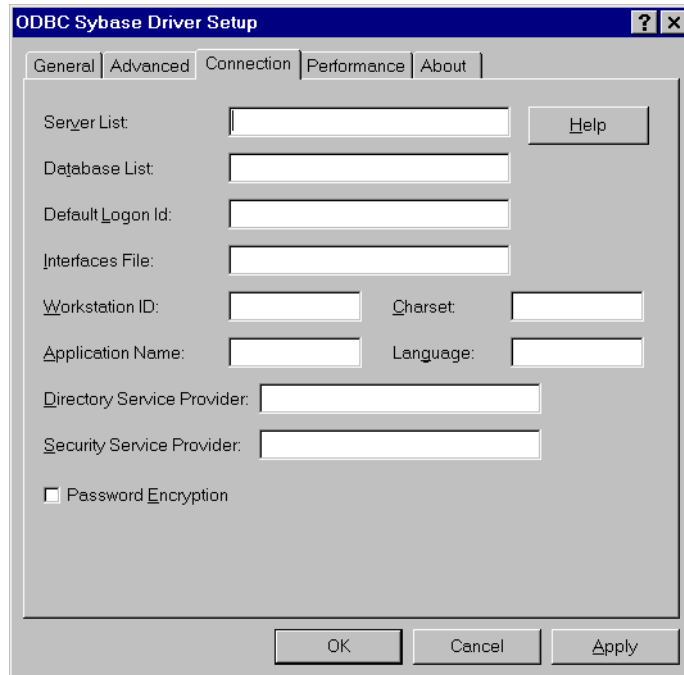 ODBC Sybase Driver Setup
General Advanced Connection Performance About
Server List: Help
Database List:
Default Logon Id:
Interfaces File:
Workstation ID: Charset:
Application Name: Language:
Directory Service Provider:
Security Service Provider:
Password Encryption
OK Cancel Apply